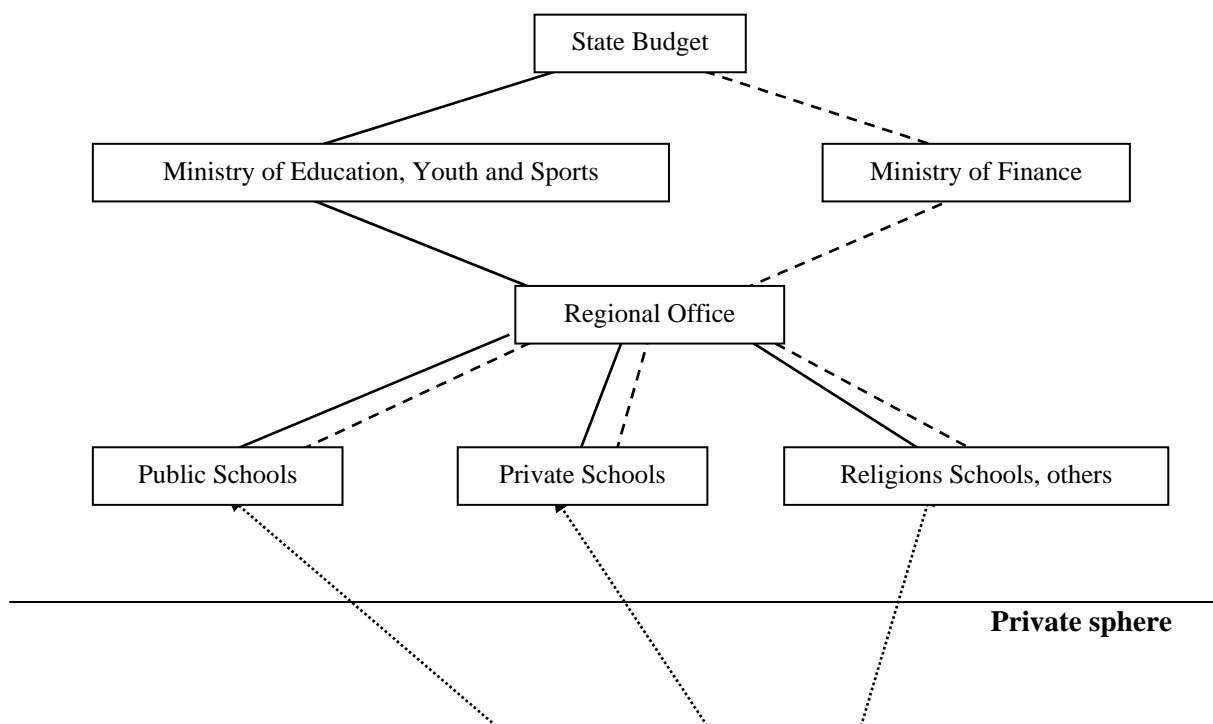 State Budget
Ministry of Education, Youth and Sports
Ministry of Finance
Regional Office
Public Schools
Private Schools
Religions Schools, others
Private sphere